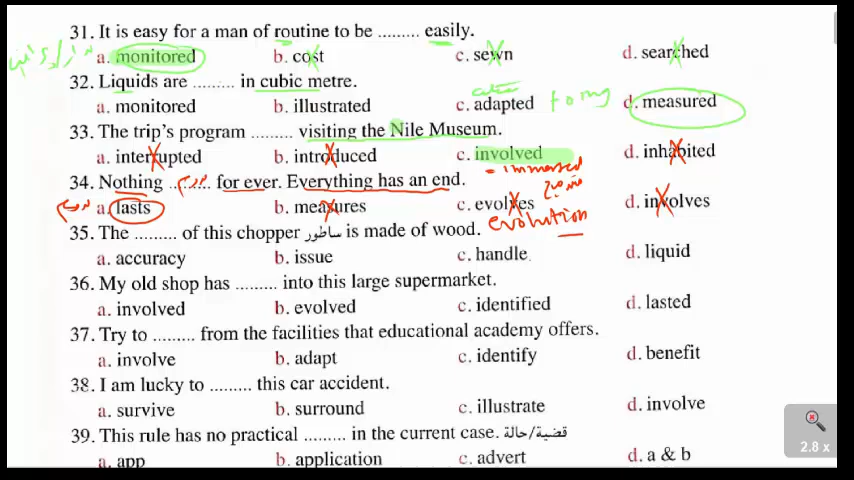 31. It is easy for a man of routine to be ......... easily.
a. monitored b. cost c. sewn d. searched
32. Liquids are ......... in cubic metre.
a. monitored b. illustrated c. adapted d. measured
33. The trip's program ......... visiting the Nile Museum.
a. interrupted b. introduced c. involved d. inhabited
- immersed
34. Nothing ......... for ever. Everything has an end.
a. lasts b. measures c. evolves d. involves
evolution
35. The ......... of this chopper ساطور is made of wood.
a. accuracy b. issue c. handle d. liquid
36. My old shop has ......... into this large supermarket.
a. involved b. evolved c. identified d. lasted
37. Try to ......... from the facilities that educational academy offers.
a. involve b. adapt c. identify d. benefit
38. I am lucky to ......... this car accident.
a. survive b. surround c. illustrate d. involve
39. This rule has no practical ......... in the current case. قضية/حالة
a. app b. application c. advert d. a & b
2.8 x